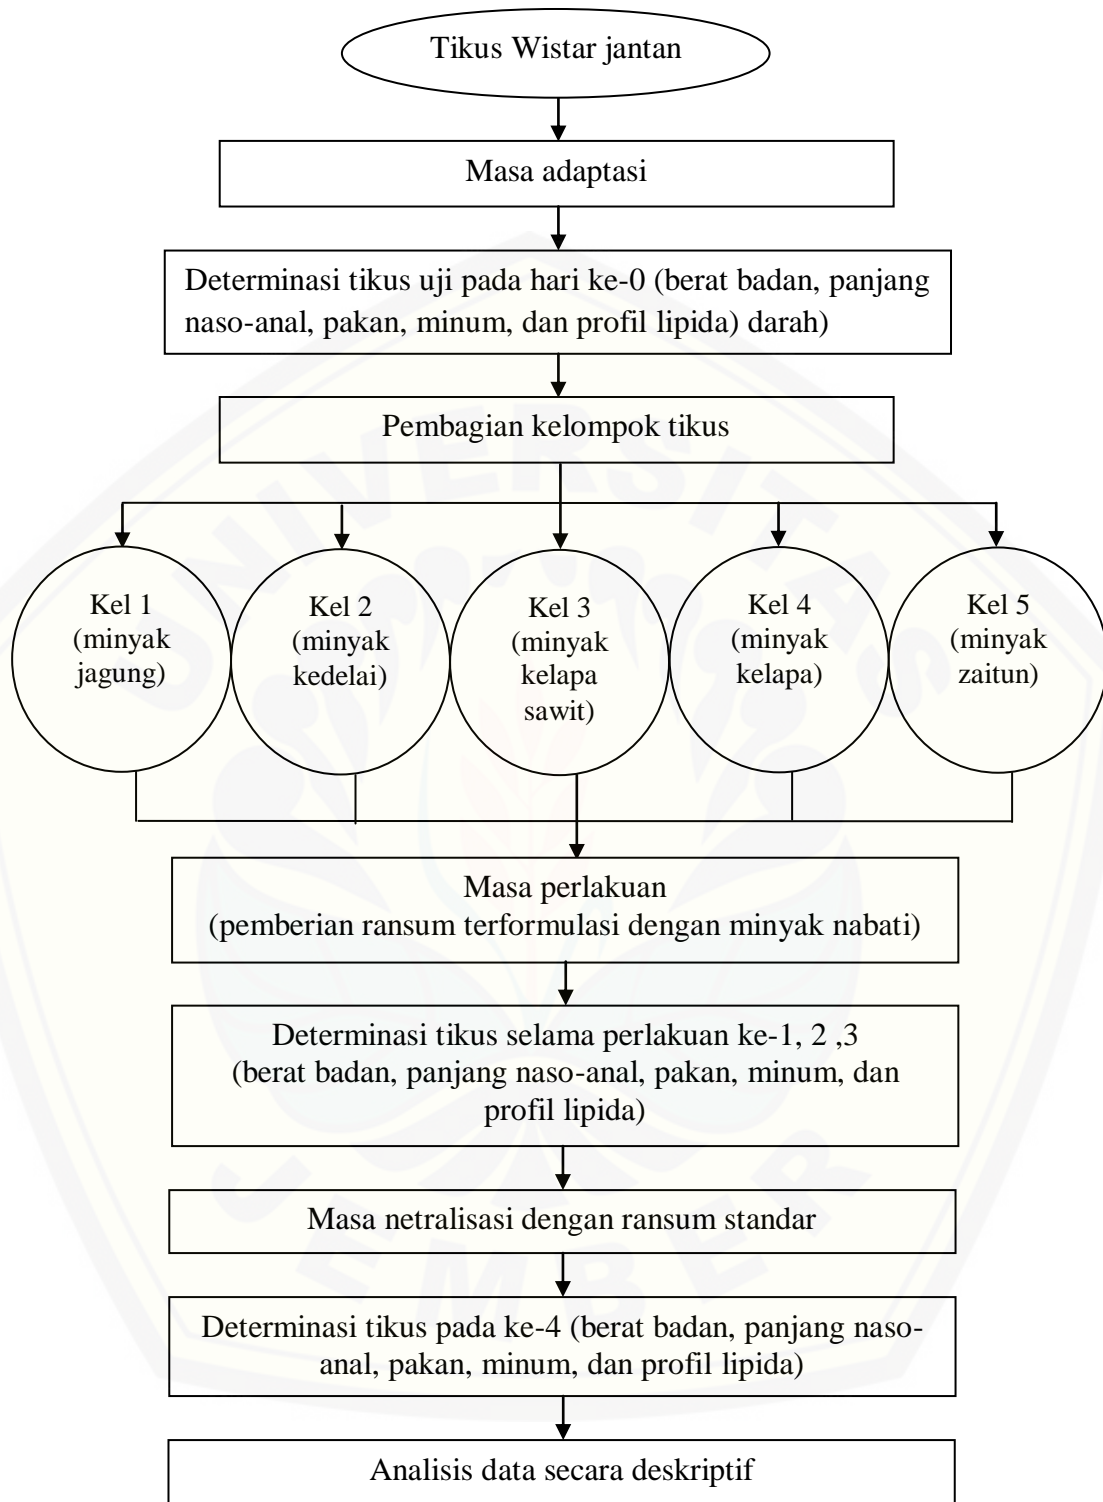 Tikus Wistar jantan
Masa adaptasi
Determinasi tikus uji pada hari ke-0 (berat badan, panjang
naso-anal, pakan, minum, dan profil lipida) darah)
Pembagian kelompok tikus
Kel 1
(minyak
jagung)
Kel 2
(minyak
kedelai)
Kel 3
(minyak
kelapa
sawit)
Kel 4
(minyak
kelapa)
Kel 5
(minyak
zaitun)
Masa perlakuan
(pemberian ransum terformulasi dengan minyak nabati)
Determinasi tikus selama perlakuan ke-1, 2 ,3
(berat badan, panjang naso-anal, pakan, minum, dan
profil lipida)
Masa netralisasi dengan ransum standar
Determinasi tikus pada ke-4 (berat badan, panjang naso-
anal, pakan, minum, dan profil lipida)
Analisis data secara deskriptif
UNIVERSITAS
JEMBER